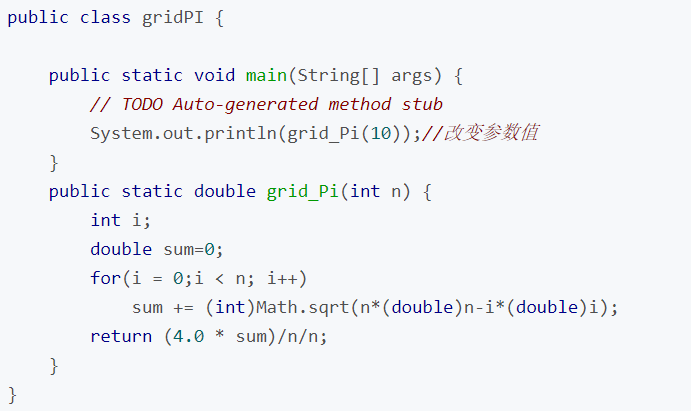 public class gridPI {
    public static void main(String[] args) {
        // TODO Auto-generated method stub
        System.out.println(grid_Pi(10));//改变参数值
    }
    public static double grid_Pi(int n) {
        int i;
        double sum=0;
        for(i = 0;i < n; i++)
            sum += (int)Math.sqrt(n*(double)n-i*(double)i);
        return (4.0 * sum)/n/n;
    }
}